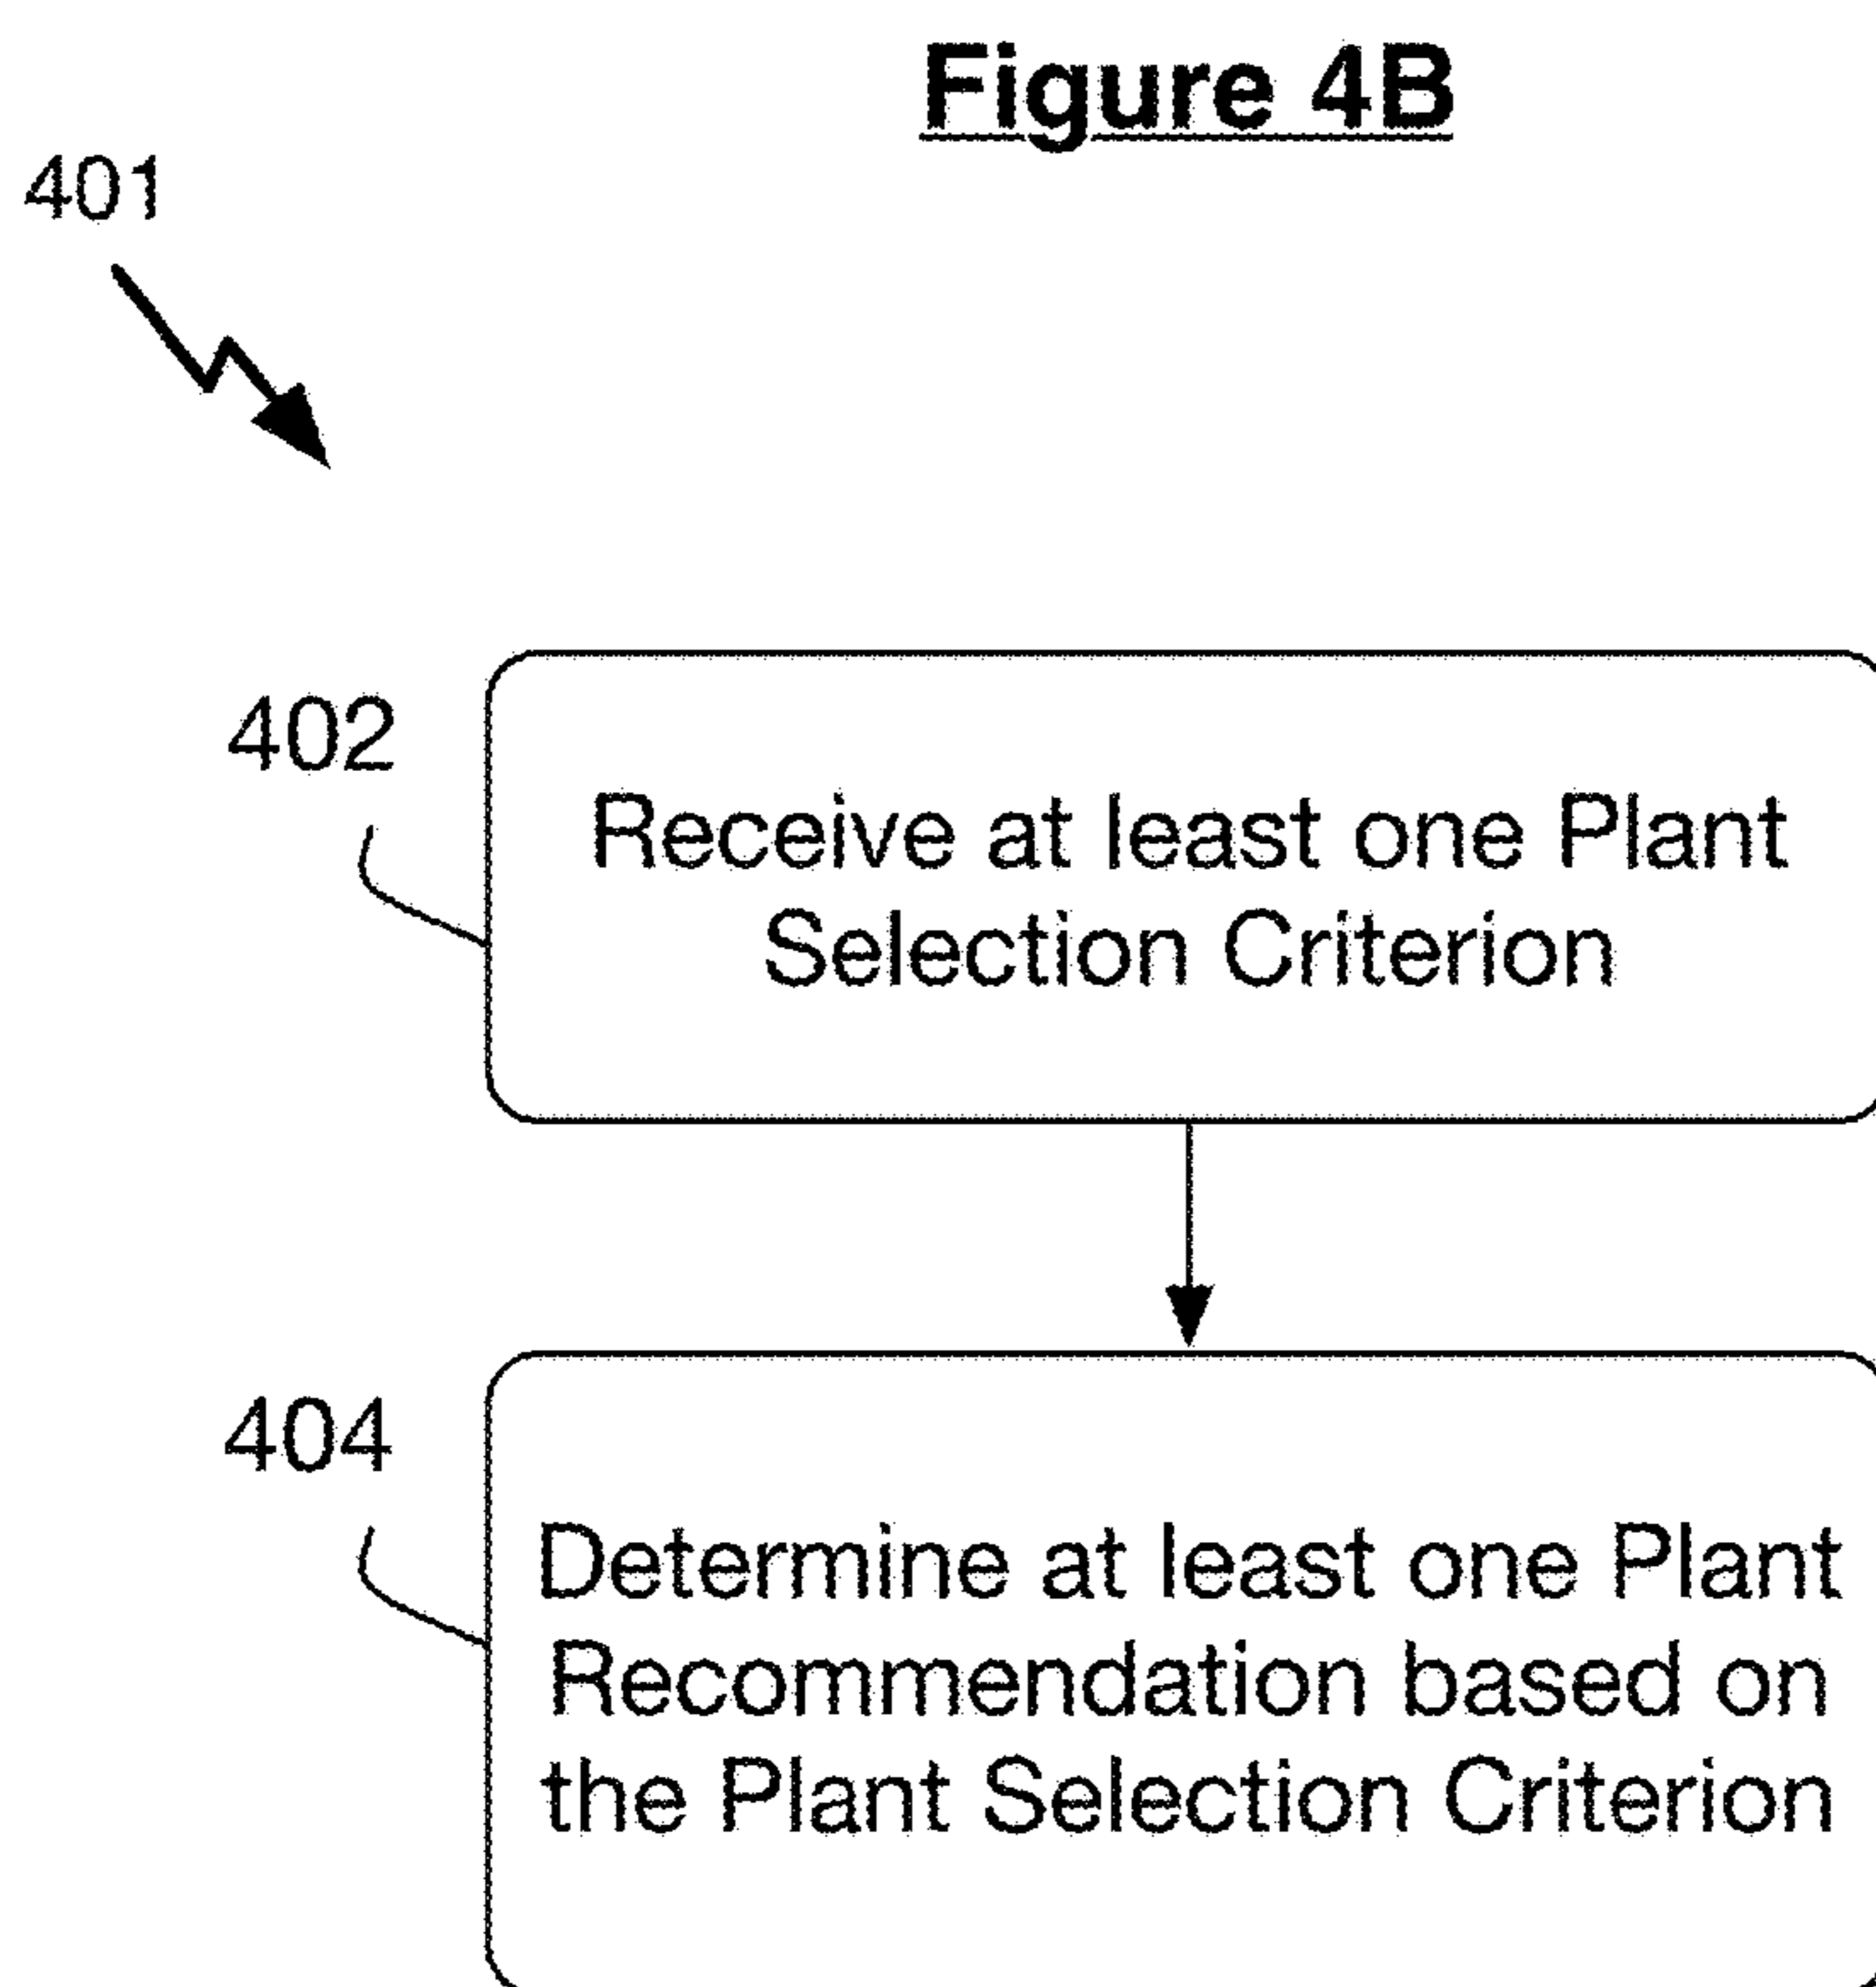 Figure 4B
401
402
Receive at least one Plant
Selection Criterion
404
Determine at least one Plant
Recommendation based on
the Plant Selection Criterion